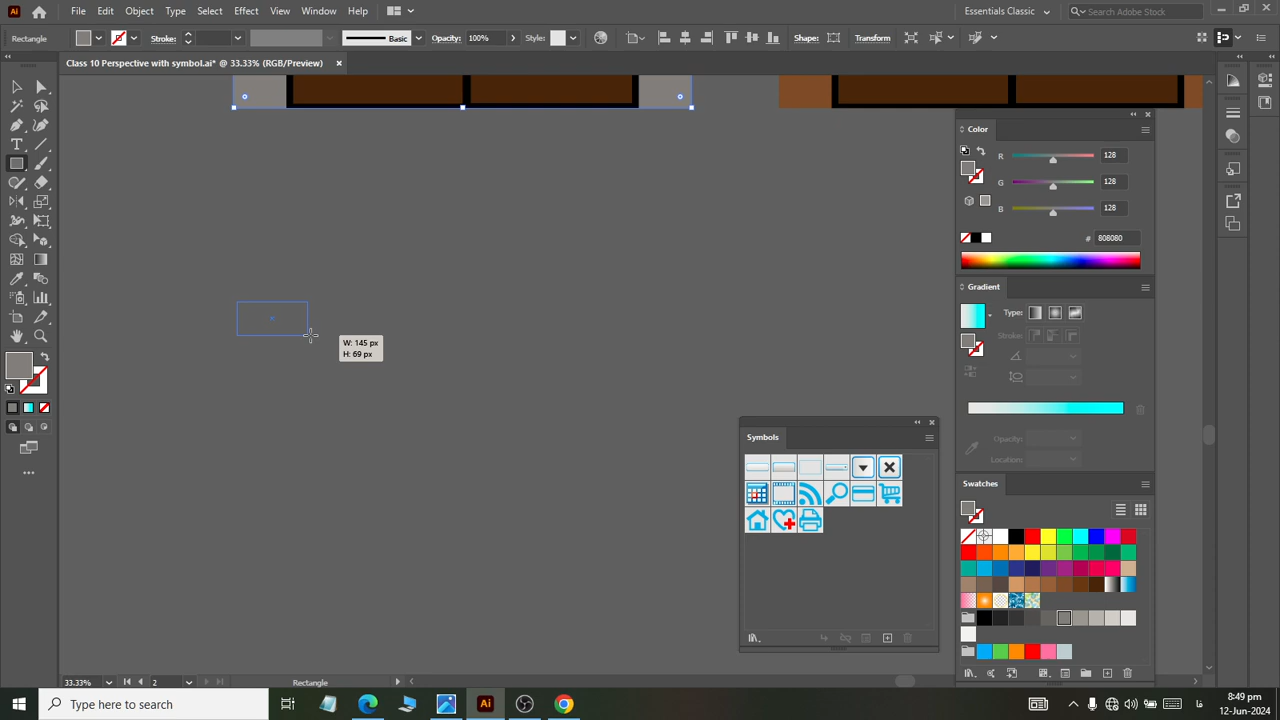 Ai
File Edit Object Type Select Effect View Window Help
Essentials Classic
Search Adobe Stock
Rectangle
Stroke:
Basic
Opacity: 100%
Style:
Shape:
Transform
Class 10 Perspective with symbol.ai* @ 33.33% (RGB/Preview)
Color
R 128
G 182
B 208
# 808080
Gradient
Type:
Stroke:
W: 145 px
H: 69 px
Opacity:
Location:
Symbols
Swatches
33.33%
2
Rectangle
Type here to search
Ai
8:49 pm
12-Jun-2024